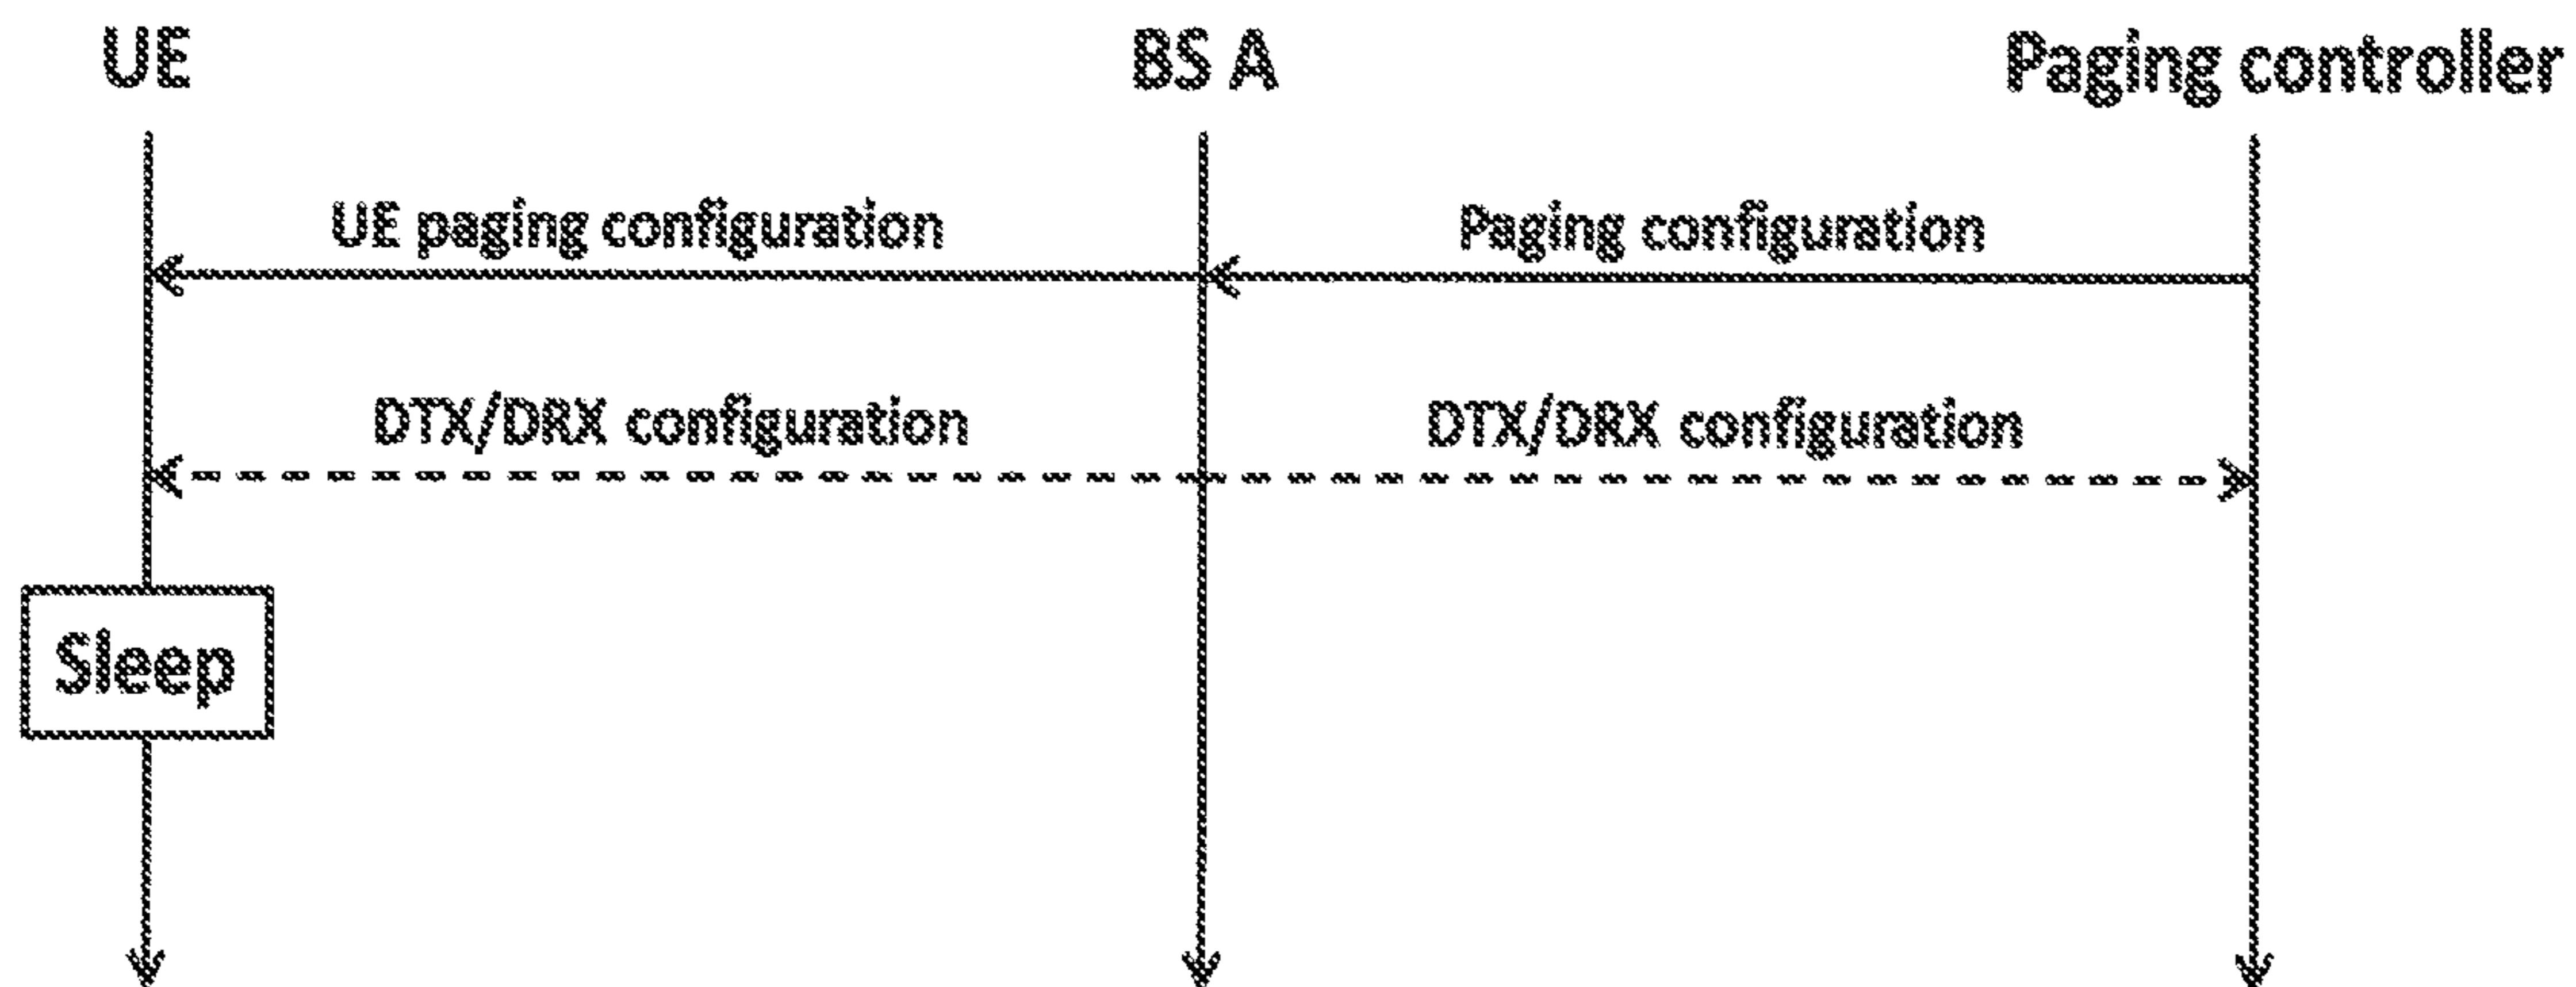 UE
BS A
Paging controller
UE paging configuration
Paging configuration
DTX/DRX configuration
DTX/DRX configuration
Sleep